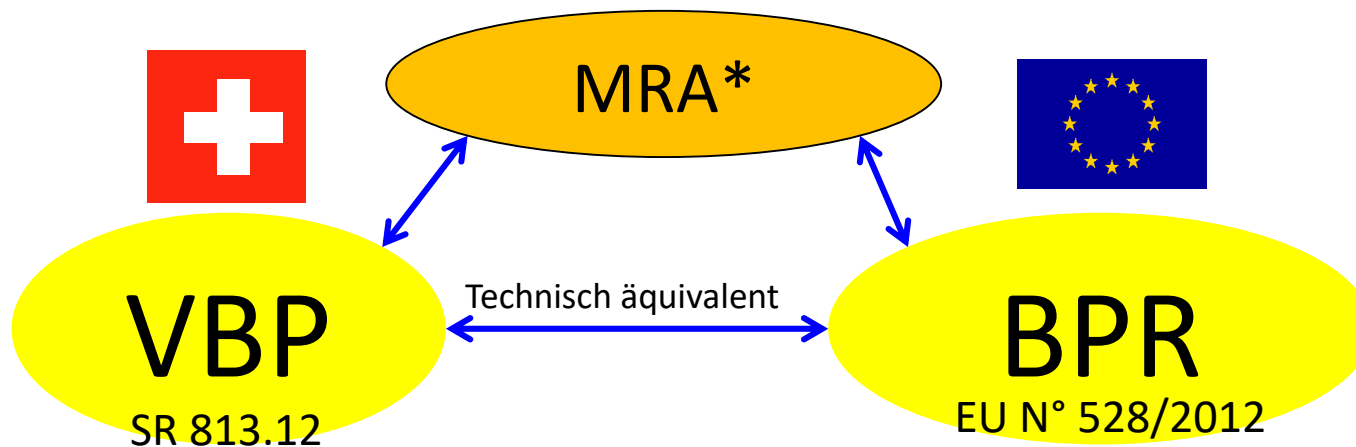 MRA*
Technisch äquivalent
VBP
SR 813.12
BPR
EU N° 528/2012